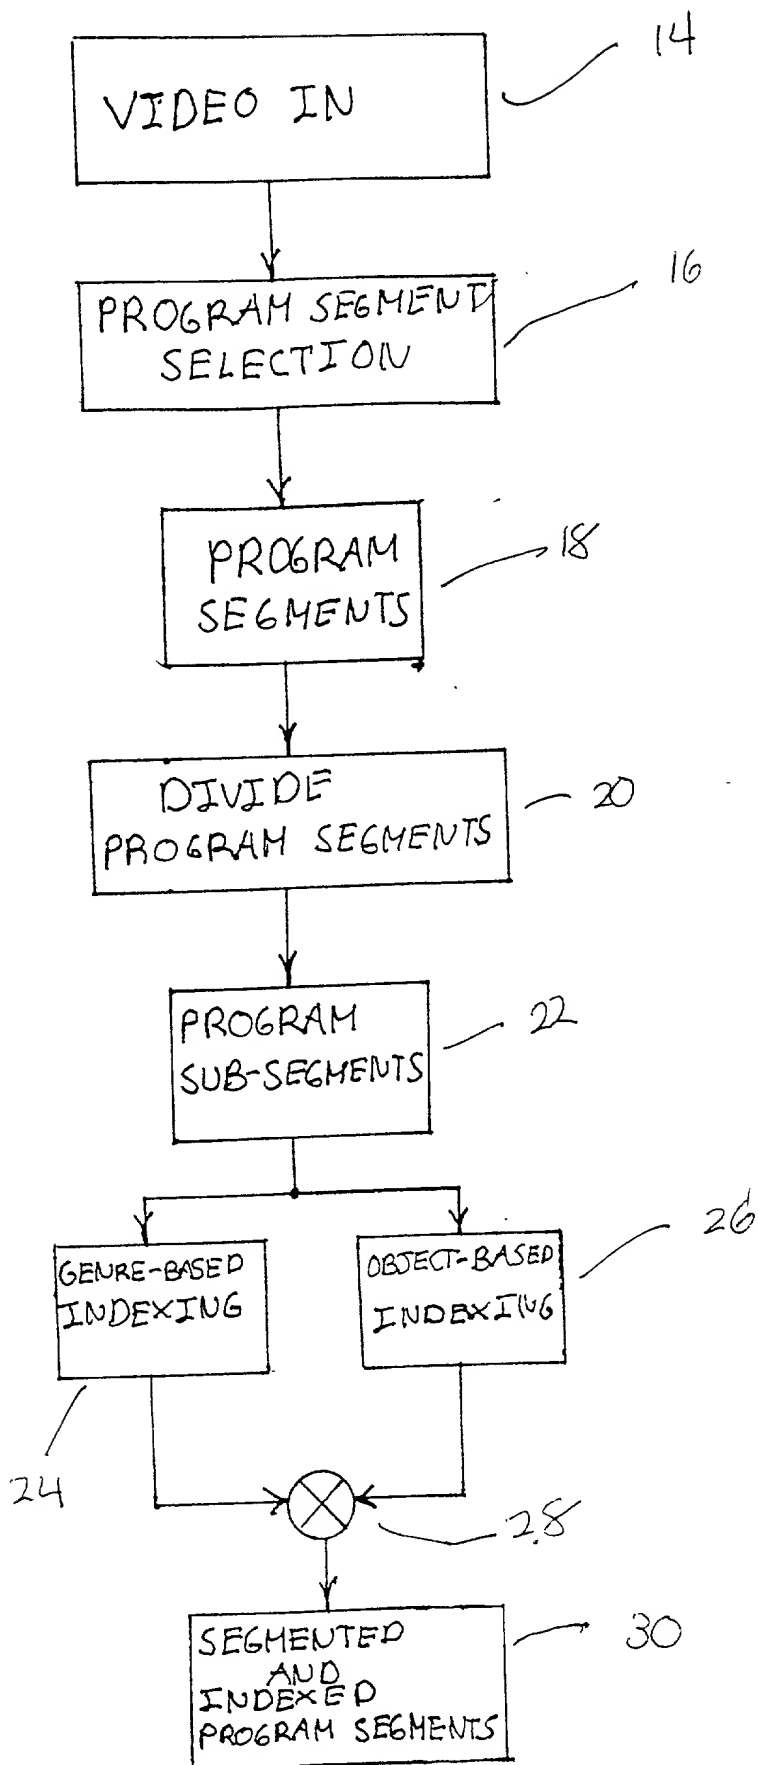 14
VIDEO IN
16
PROGRAM SEGMENT
SELECTION
18
PROGRAM
SEGMENTS
DIVIDE
20
PROGRAM SEGMENTS
22
PROGRAM
SUB-SEGMENTS
26
GENRE-BASED
INDEXING
OBJECT-BASED
INDEXING
24
28
30
SEGMENTED
AND
INDEXED
PROGRAM SEGMENTS